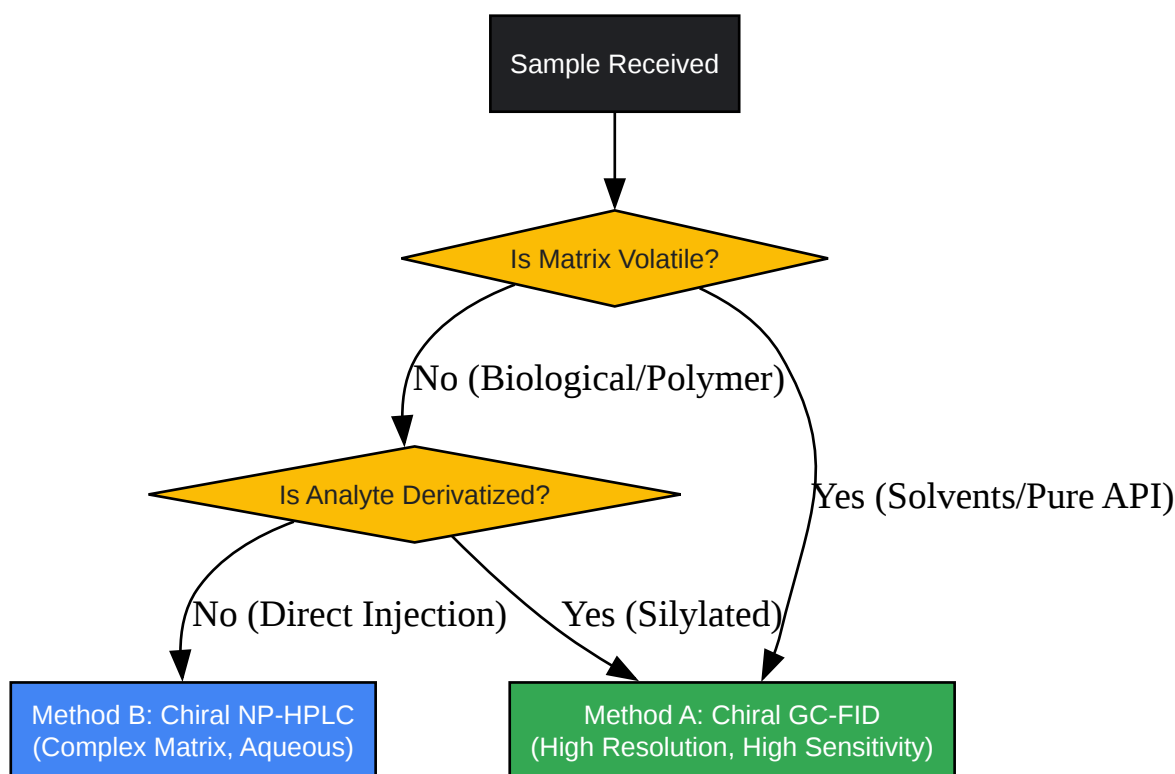 Sample Received
Is Matrix Volatile?
No (Biological/Polymer)
Is Analyte Derivatized?
Yes (Solvents/Pure API)
No (Direct Injection)
Yes (Silylated)
Method B: Chiral NP-HPLC
(Complex Matrix, Aqueous)
Method A: Chiral GC-FID
(High Resolution, High Sensitivity)